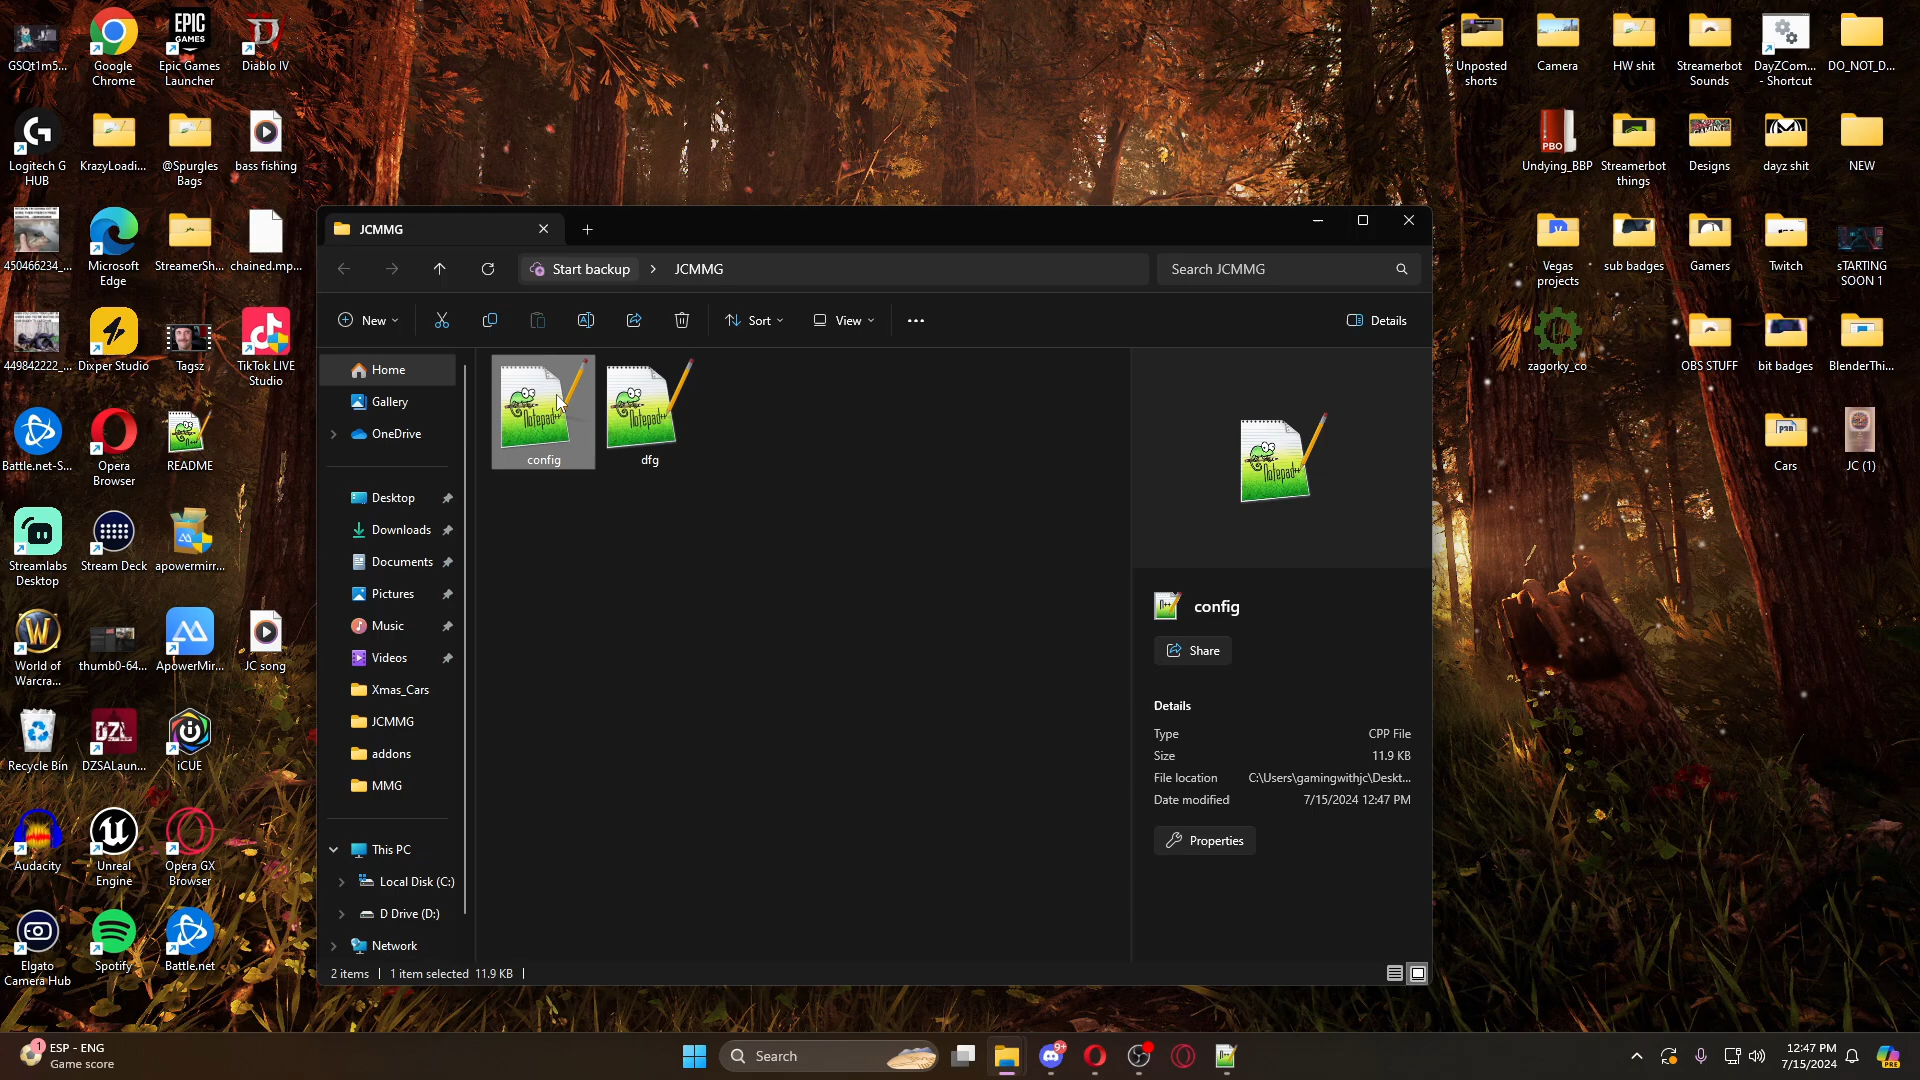 GSQt1m5...
Google
Chrome
Epic Games
Launcher
Diablo IV
Unposted
shorts
Camera
HW shit
Streamerbot
Sounds
DayZCom...
- Shortcut
DO_NOT_D...
Logitech G
HUB
KrazyLoadi...
@Spurgles
Bags
bass fishing
Undying_BBP
Streamerbot
things
Designs
dayz shit
NEW
450466234_...
Microsoft
Edge
StreamerSh...
chained.mp...
Vegas
projects
sub badges
Gamers
Twitch
sTARTING
SOON 1
449842222_...
Dixper Studio
Tagsz
TikTok LIVE
Studio
zagorky_co
OBS STUFF
bit badges
BlenderThi...
Battle.net-S...
Opera
Browser
README
Cars
JC (1)
Streamlabs
Desktop
Stream Deck
apowermirr...
World of
Warcra...
thumb0-64...
ApowerMir...
JC song
Recycle Bin
DZSALaun...
iCUE
Audacity
Unreal
Engine
Opera GX
Browser
Elgato
Camera Hub
Spotify
Battle.net
EPIC
GAMES
PBO
DZL
P3D
JCMMG
Start backup
JCMMG
Search JCMMG
New
Sort
View
Details
Home
Gallery
OneDrive
Desktop
Downloads
Documents
Pictures
Music
Videos
Xmas_Cars
JCMMG
addons
MMG
This PC
Local Disk (C:)
D Drive (D:)
Network
Notepad++
config
Notepad++
dfg
Notepad++
config
Share
Details
Type CPP File
Size 11.9 KB
File location C:\Users\gamingwithjc\Deskt...
Date modified 7/15/2024 12:47 PM
Properties
2 items 1 item selected 11.9 KB
1
ESP - ENG
Game score
Search
9+
12:47 PM
7/15/2024
PRE